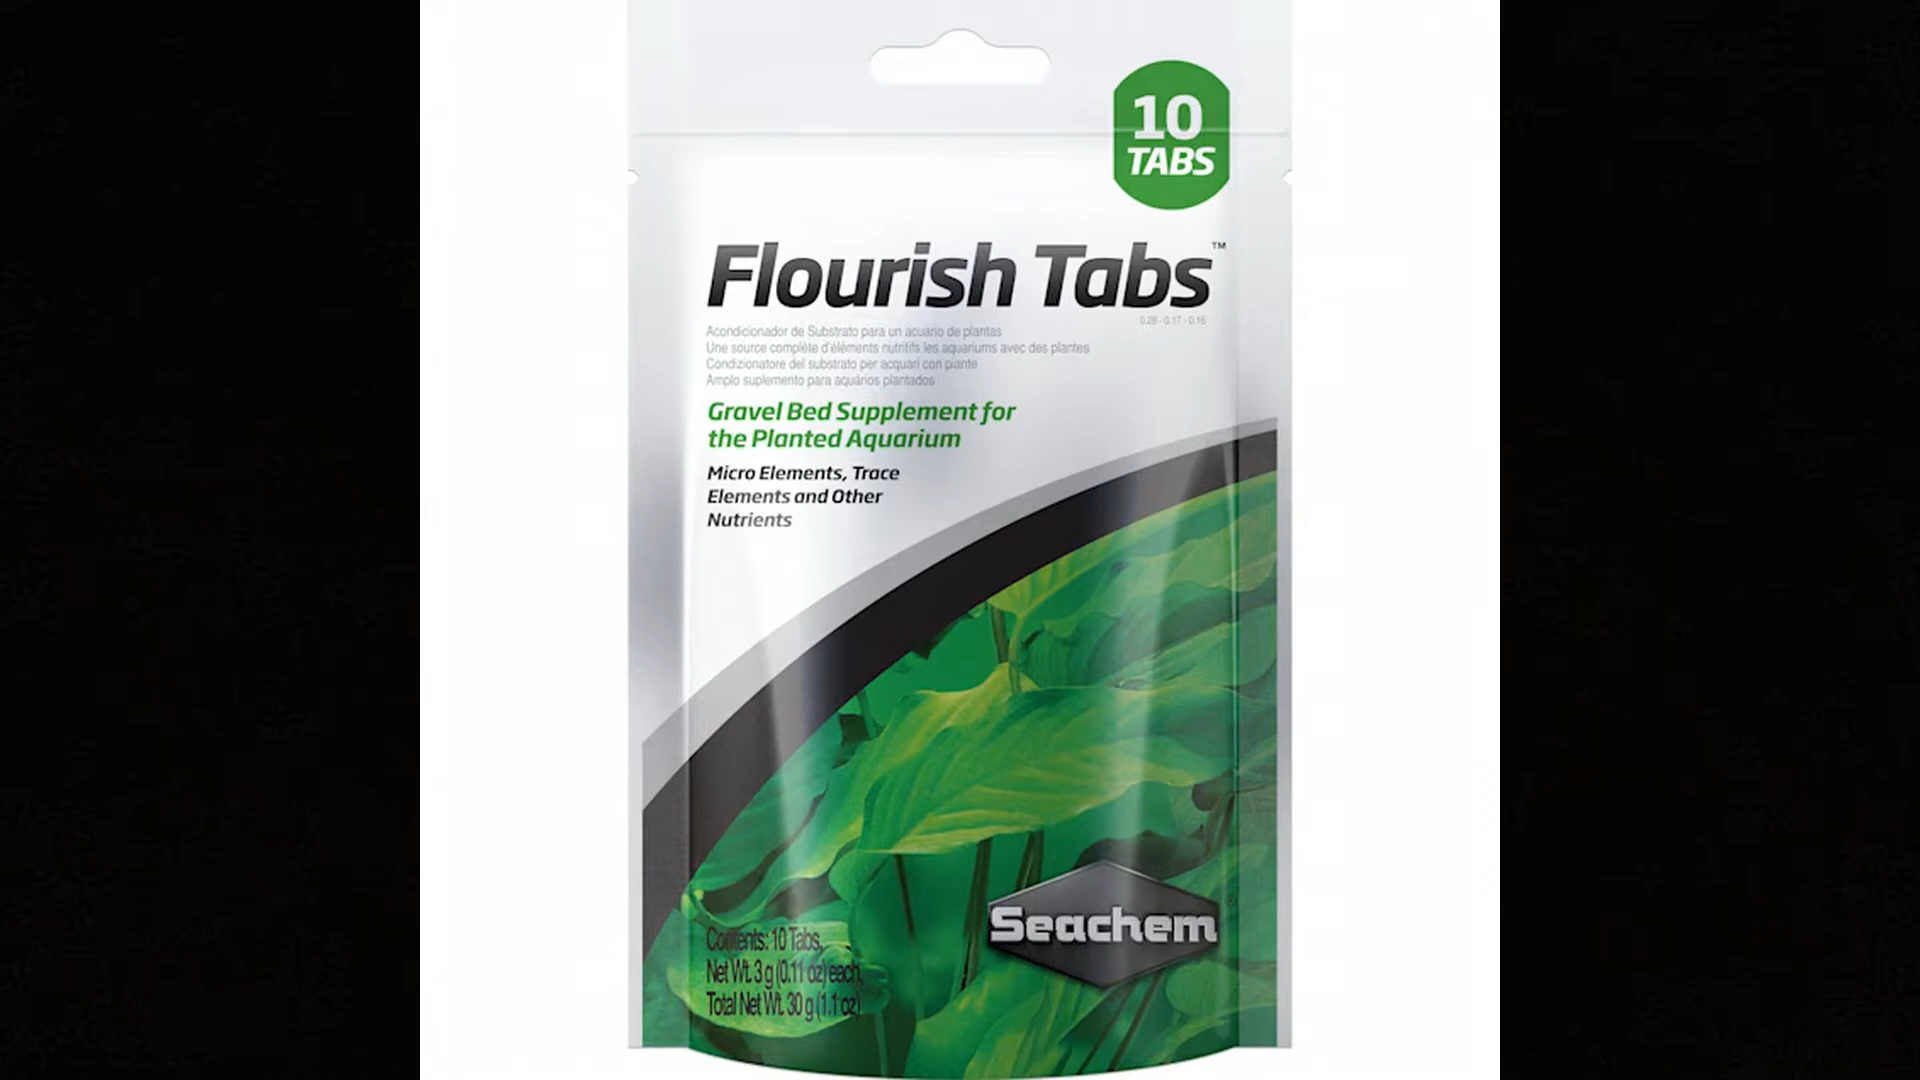 10
TABS
Flourish Tabs™
0.28 - 0.17 - 0.16
Acondicionador de Substrato para un acuario de plantas
Une source complète d'éléments nutritifs les aquariums avec des plantes
Condizionatore del substrato per acquari con piante
Amplo suplemento para aquários plantados
Gravel Bed Supplement for
the Planted Aquarium
Micro Elements, Trace
Elements and Other
Nutrients
Seachem
Contents: 10 Tabs,
Net Wt. 3 g (0.11 oz) each,
Total Net Wt. 30 g (1.1 oz)